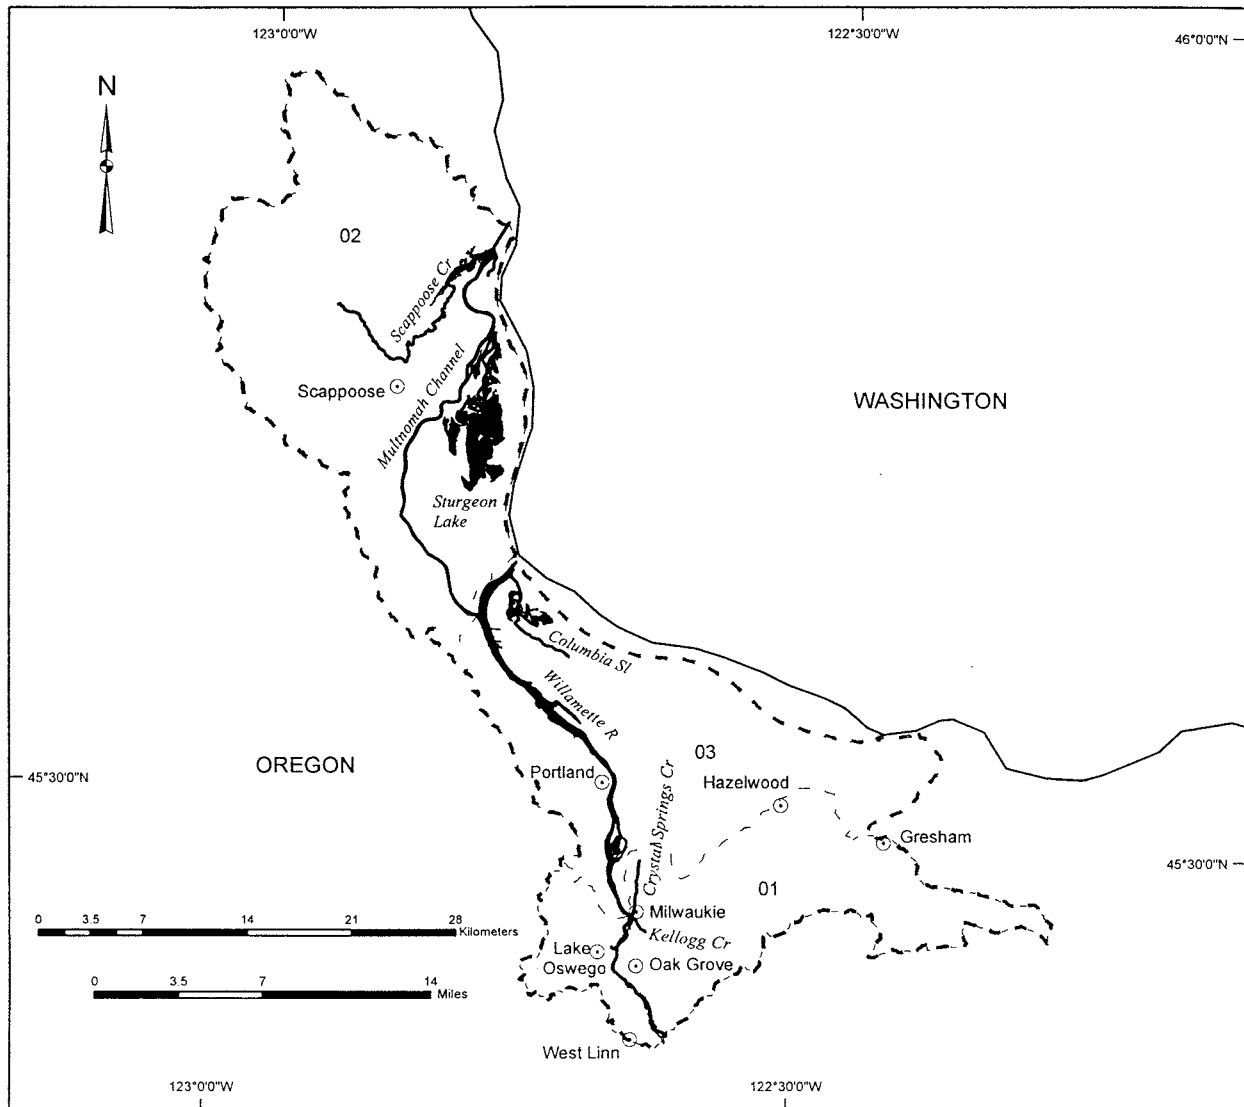 123°0'0"W
122°30'0"W
46°0'0"N
N
02
Scappoose Cr
Scappoose
Multnomah Channel
WASHINGTON
Sturgeon
Lake
Columbia Sl
Willamette R
OREGON
03
45°30'0"N
Portland
Hazelwood
Crystal Springs Cr
Gresham
45°30'0"N
01
0 3.5 7 14 21 28
Kilometers
Milwaukie
Kellogg Cr
Lake
Oswego
Oak Grove
0 3.5 7 14
Miles
West Linn
123°0'0"W
122°30'0"W